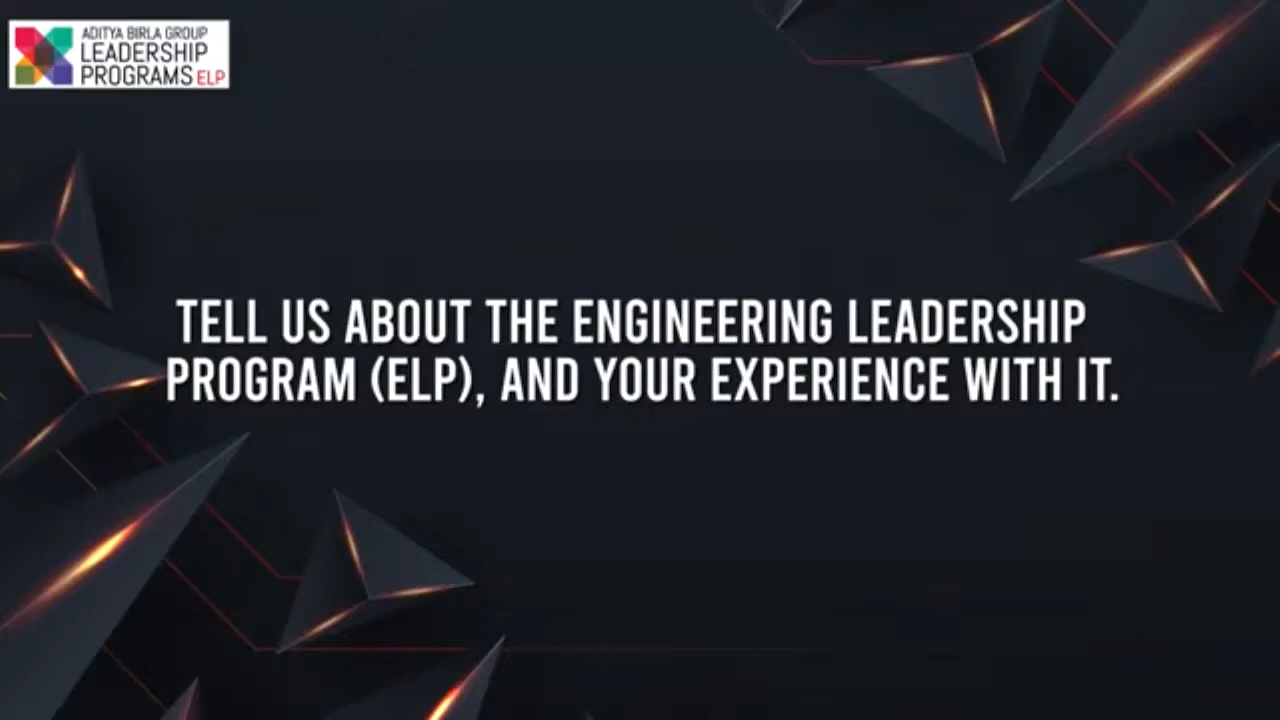 ADITYA BIRLA GROUP
LEADERSHIP
PROGRAMS ELP
TELL US ABOUT THE ENGINEERING LEADERSHIP
PROGRAM (ELP), AND YOUR EXPERIENCE WITH IT.